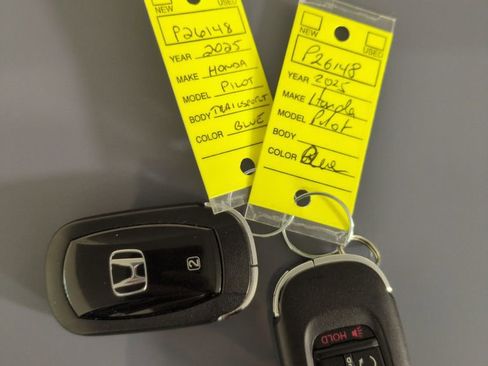 NEW
P26148
YEAR 2025
MAKE HONDA
MODEL PILOT
BODY TRAILSPORT
COLOR BLUE
NEW USED
P26148
YEAR 2025
MAKE Honda
MODEL Pilot
BODY
COLOR Blue
2
HOLD